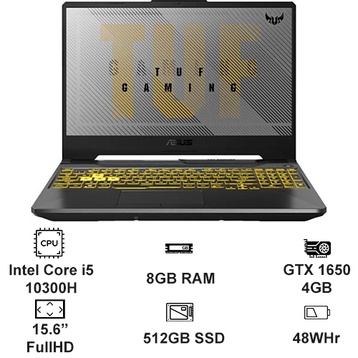 TUF
TUF
GAMING
ASUS
CPU
Intel Core i5
10300H
8GB RAM
GTX 1650
4GB
15.6”
FullHD
512GB SSD
48WHr